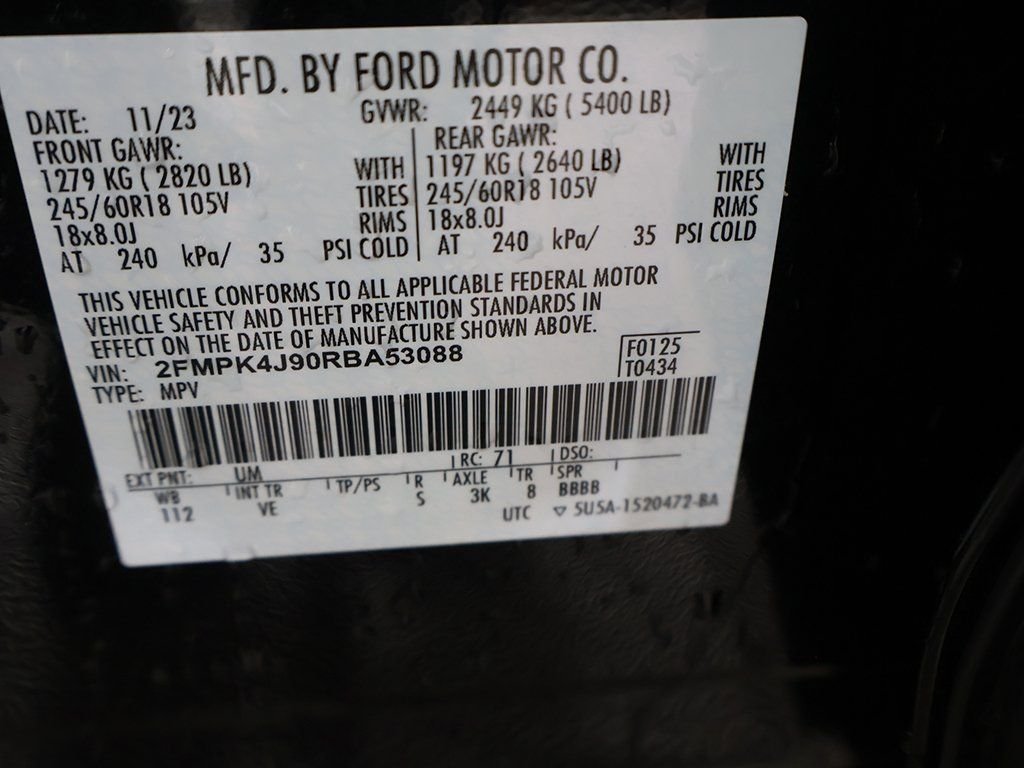 MFD. BY FORD MOTOR CO.
DATE: 11/23 GVWR: 2449 KG ( 5400 LB)
FRONT GAWR: REAR GAWR:
1279 KG ( 2820 LB) WITH 1197 KG ( 2640 LB) WITH
245/60R18 105V TIRES 245/60R18 105V TIRES
18x8.0J RIMS 18x8.0J RIMS
AT 240 kPa/ 35 PSI COLD AT 240 kPa/ 35 PSI COLD
THIS VEHICLE CONFORMS TO ALL APPLICABLE FEDERAL MOTOR
VEHICLE SAFETY AND THEFT PREVENTION STANDARDS IN
EFFECT ON THE DATE OF MANUFACTURE SHOWN ABOVE.
VIN: 2FMPK4J90RBA53088 F0125
TYPE: MPV T0434
EXT PNT: UM RC: 71 DSO:
WB INT TR TP/PS R AXLE TR SPR
112 VE S 3K 8 BBBB
UTC ▽ 5U5A-1520472-BA